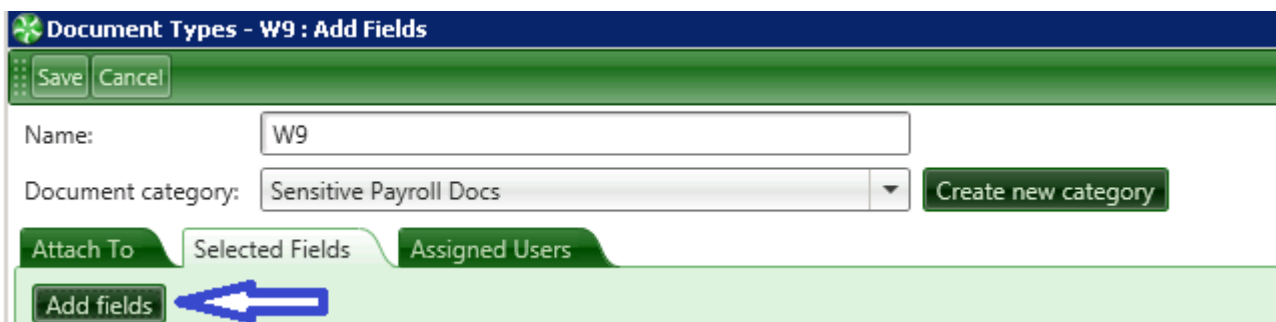 Document Types - W9 : Add Fields
Save Cancel
Name: W9
Document category: Sensitive Payroll Docs Create new category
Attach To Selected Fields Assigned Users
Add fields